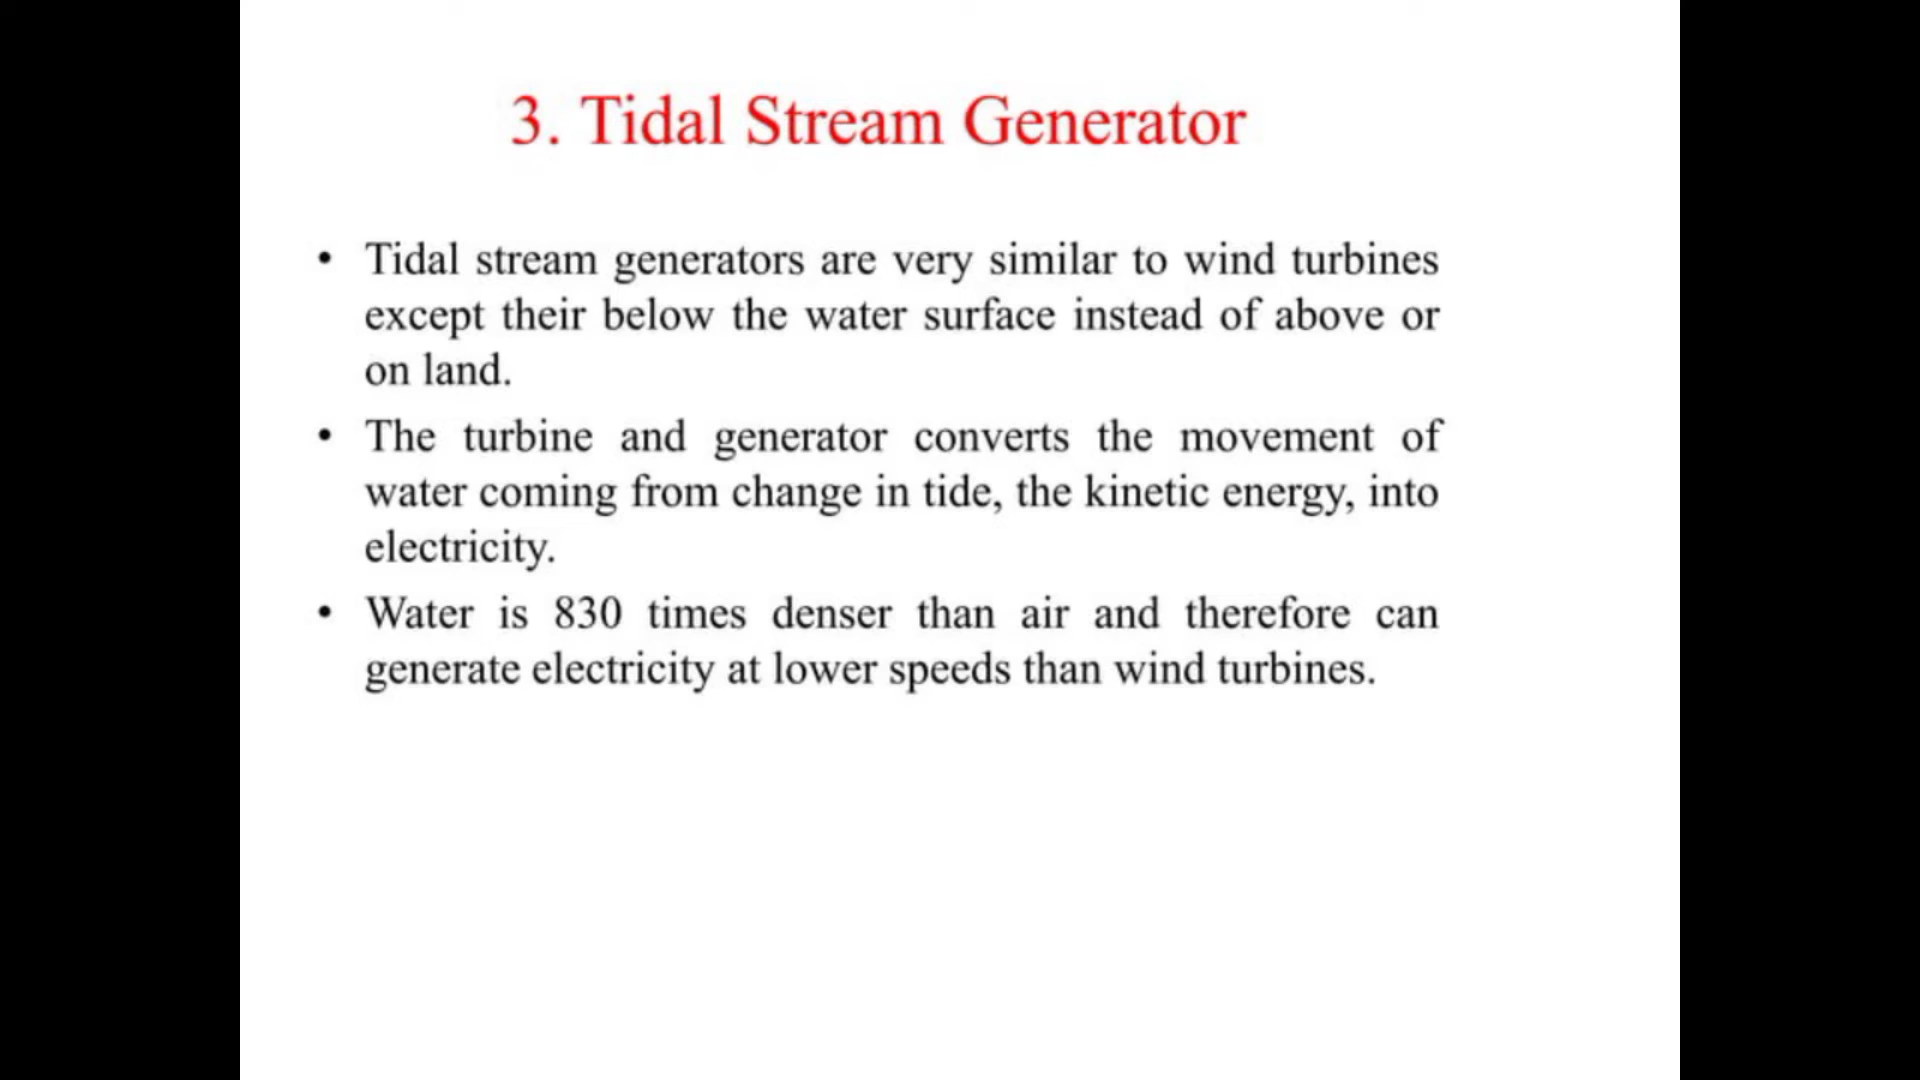 3. Tidal Stream Generator
• Tidal stream generators are very similar to wind turbines
except their below the water surface instead of above or
on land.
• The turbine and generator converts the movement of
water coming from change in tide, the kinetic energy, into
electricity.
• Water is 830 times denser than air and therefore can
generate electricity at lower speeds than wind turbines.